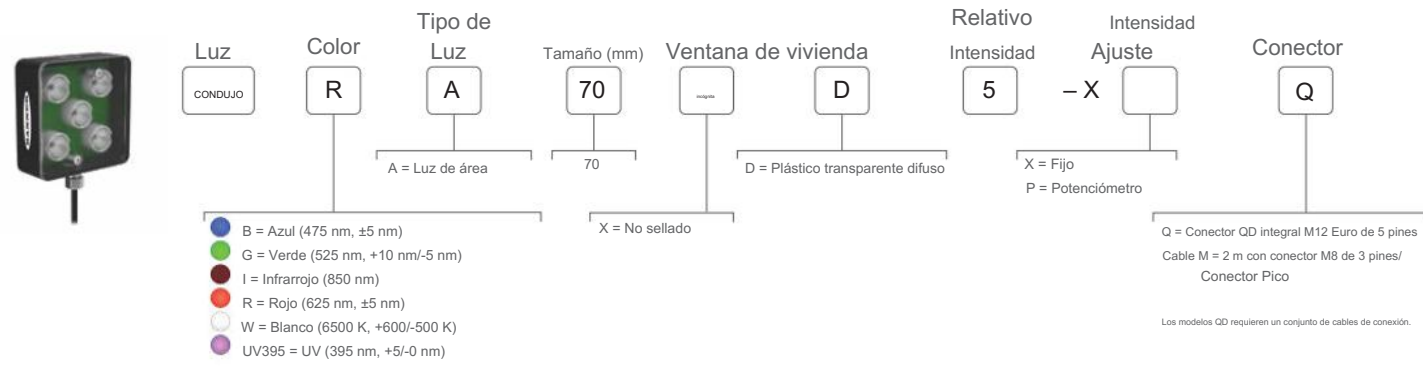 Luz
Color
Tipo de
Luz
Tamaño (mm)
Ventana de vivienda
Relativo
Intensidad
Intensidad
Ajuste
Conector
CONDUJO
R
A
70
incógnita
D
5
– X
Q
A = Luz de área
70
D = Plástico transparente difuso
X = Fijo
P = Potenciómetro
X = No sellado
B = Azul (475 nm, ±5 nm)
G = Verde (525 nm, +10 nm/-5 nm)
I = Infrarrojo (850 nm)
R = Rojo (625 nm, ±5 nm)
W = Blanco (6500 K, +600/-500 K)
UV395 = UV (395 nm, +5/-0 nm)
Q = Conector QD integral M12 Euro de 5 pines
Cable M = 2 m con conector M8 de 3 pines/
Conector Pico
Los modelos QD requieren un conjunto de cables de conexión.